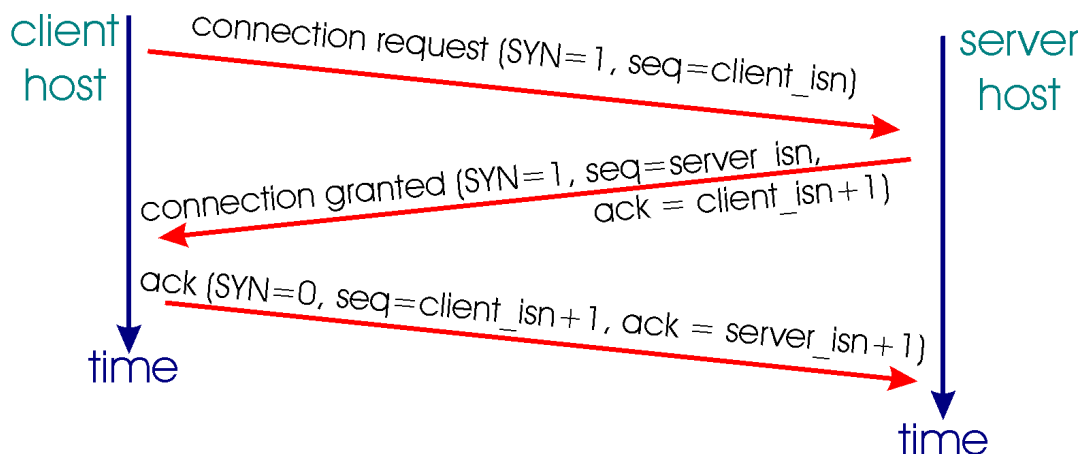 client
host
connection request (SYN=1, seq=client_isn)
server
host
connection granted (SYN=1, seq=server_isn,
ack = client_isn+1)
ack (SYN=0, seq=client_isn+1, ack = server_isn+1)
time
time